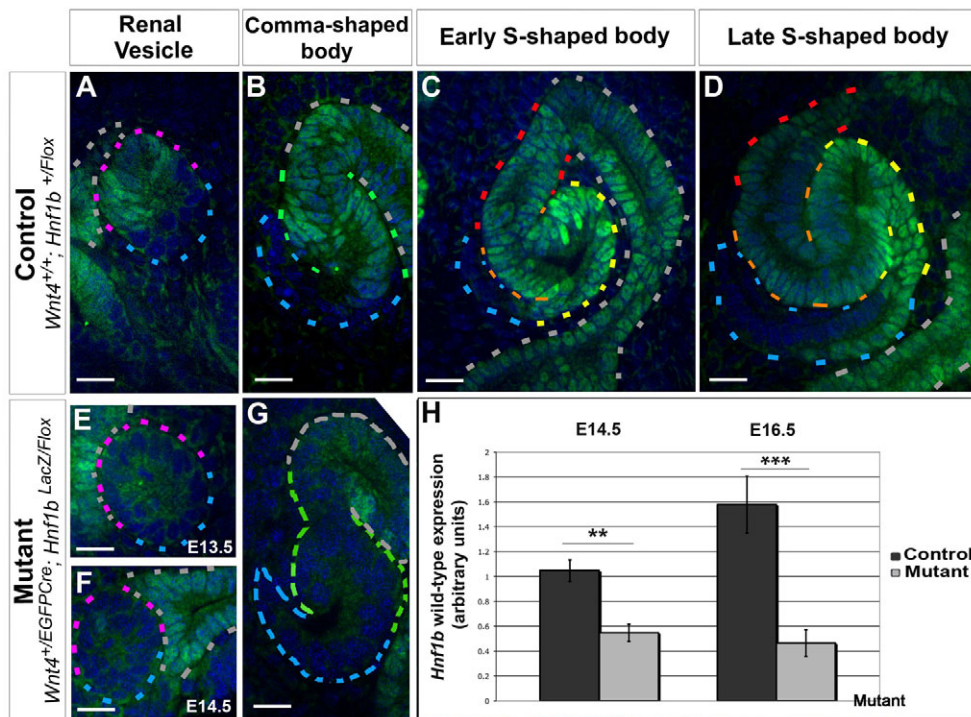 Renal
Vesicle
Comma-shaped
body
Early S-shaped body
Late S-shaped body
Control
Wnt4+/+; Hnf1b +/Flox
A
B
C
D
Mutant
Wnt4+/EGFPCre; Hnf1b LacZ/Flox
E
E13.5
F
E14.5
G
H
E14.5
E16.5
Hnf1b wild-type expression
(arbitrary units)
2
1.8
1.6
1.4
1.2
1
0.8
0.6
0.4
0.2
0
**
***
Control
Mutant
Mutant